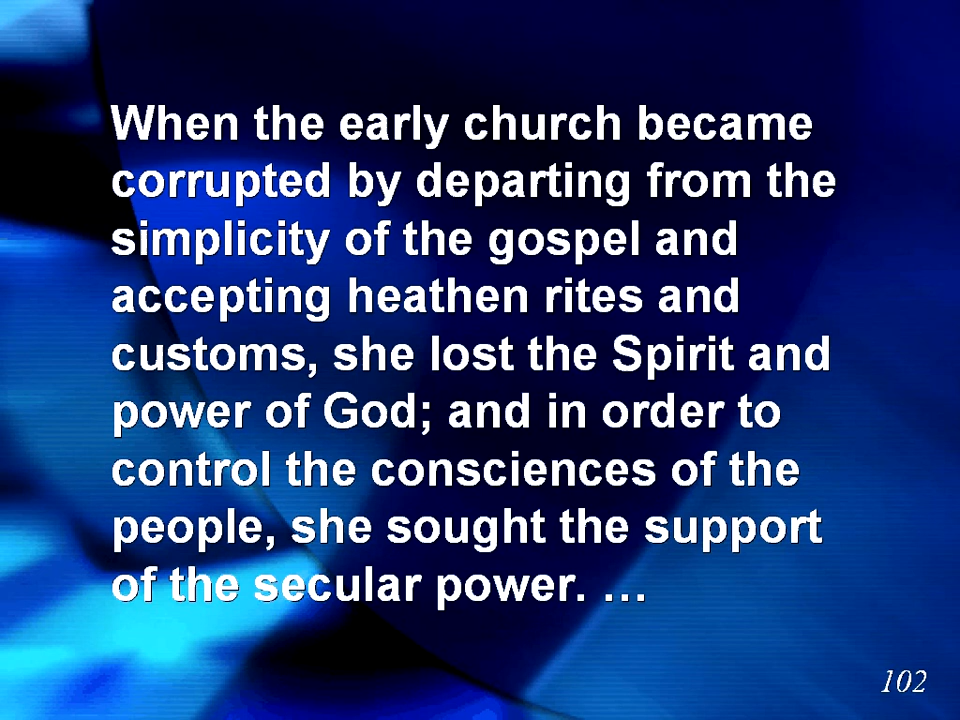 When the early church became
corrupted by departing from the
simplicity of the gospel and
accepting heathen rites and
customs, she lost the Spirit and
power of God; and in order to
control the consciences of the
people, she sought the support
of the secular power. …
102